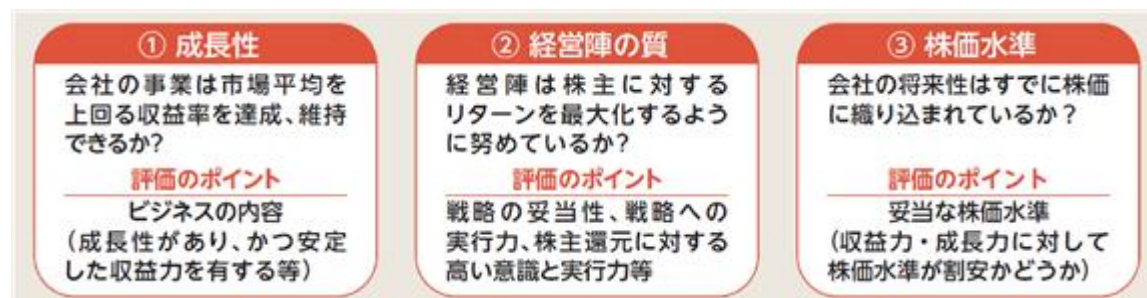 ① 成長性
会社の事業は市場平均を
上回る収益率を達成、維持
できるか?
評価のポイント
ビジネスの内容
（成長性があり、かつ安定
した収益力を有する等）
② 経営陣の質
経営陣は株主に対する
リターンを最大化するよう
に努めているか?
評価のポイント
戦略の妥当性、戦略への
実行力、株主還元に対する
高い意識と実行力等
③ 株価水準
会社の将来性はすでに株価
に織り込まれているか？
評価のポイント
妥当な株価水準
（収益力・成長力に対して
株価水準が割安かどうか）